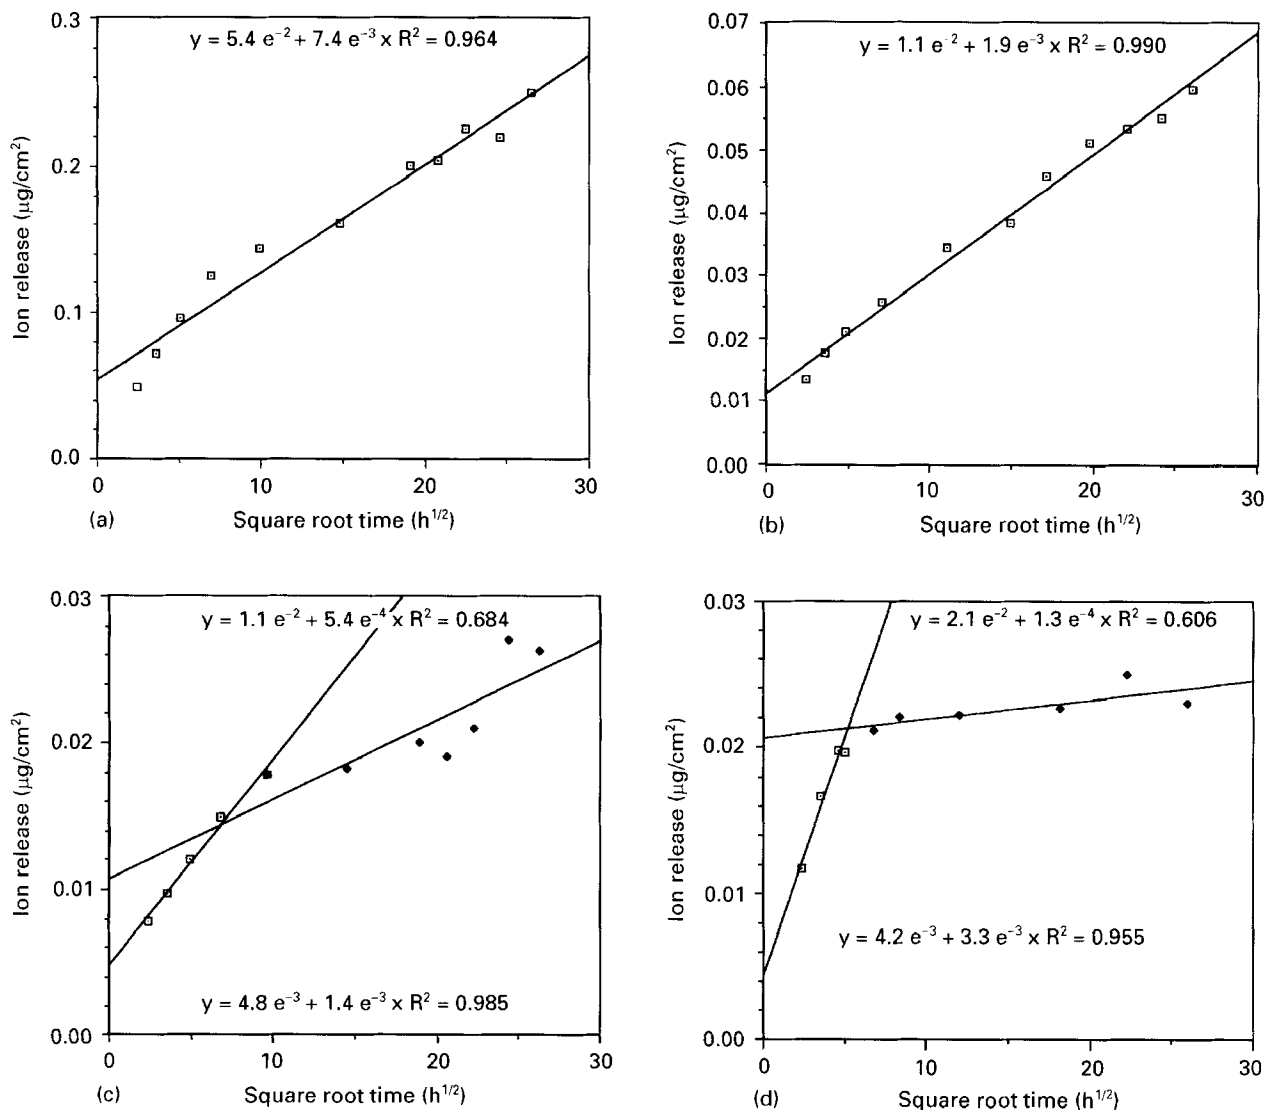 y = 5.4 e⁻² + 7.4 e⁻³ x R² = 0.964
0.3
0.2
0.1
0.0
Ion release (μg/cm²)
0 10 20 30
(a) Square root time (h^1/2)
y = 1.1 e⁻² + 1.9 e⁻³ x R² = 0.990
0.07
0.06
0.05
0.04
0.03
0.02
0.01
0.00
Ion release (μg/cm²)
0 10 20 30
(b) Square root time (h^1/2)
y = 1.1 e⁻² + 5.4 e⁻⁴ x R² = 0.684
0.03
0.02
0.01
0.00
Ion release (μg/cm²)
y = 4.8 e⁻³ + 1.4 e⁻³ x R² = 0.985
0 10 20 30
(c) Square root time (h^1/2)
y = 2.1 e⁻² + 1.3 e⁻⁴ x R² = 0.606
0.03
0.02
0.01
0.00
Ion release (μg/cm²)
y = 4.2 e⁻³ + 3.3 e⁻³ x R² = 0.955
0 10 20 30
(d) Square root time (h^1/2)